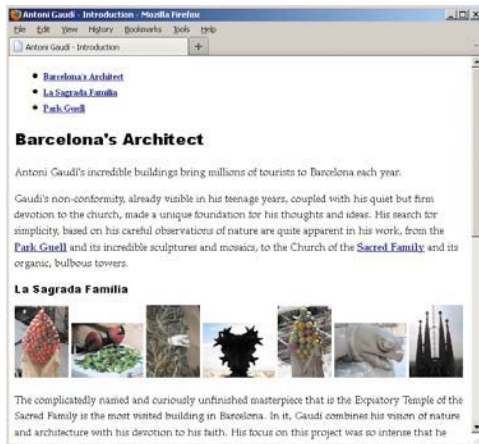 Antoni Gaudí - Introduction - Mozilla Firefox
File Edit View History Bookmarks Tools Help
Antoni Gaudí - Introduction
Barcelona's Architect
La Sagrada Família
Park Guell
Barcelona's Architect
Antoni Gaudí's incredible buildings bring millions of tourists to Barcelona each year.
Gaudí's non-conformity, already visible in his teenage years, coupled with his quiet but firm
devotion to the church, made a unique foundation for his thoughts and ideas. His search for
simplicity, based on his careful observations of nature are quite apparent in his work, from the
Park Guell and its incredible sculptures and mosaics, to the Church of the Sacred Family and its
organic, bulbous towers.
La Sagrada Família
The complicatedly named and curiously unfinished masterpiece that is the Expiatory Temple of the
Sacred Family is the most visited building in Barcelona. In it, Gaudí combines his vision of nature
and architecture with his devotion to his faith. His focus on this project was so intense that he